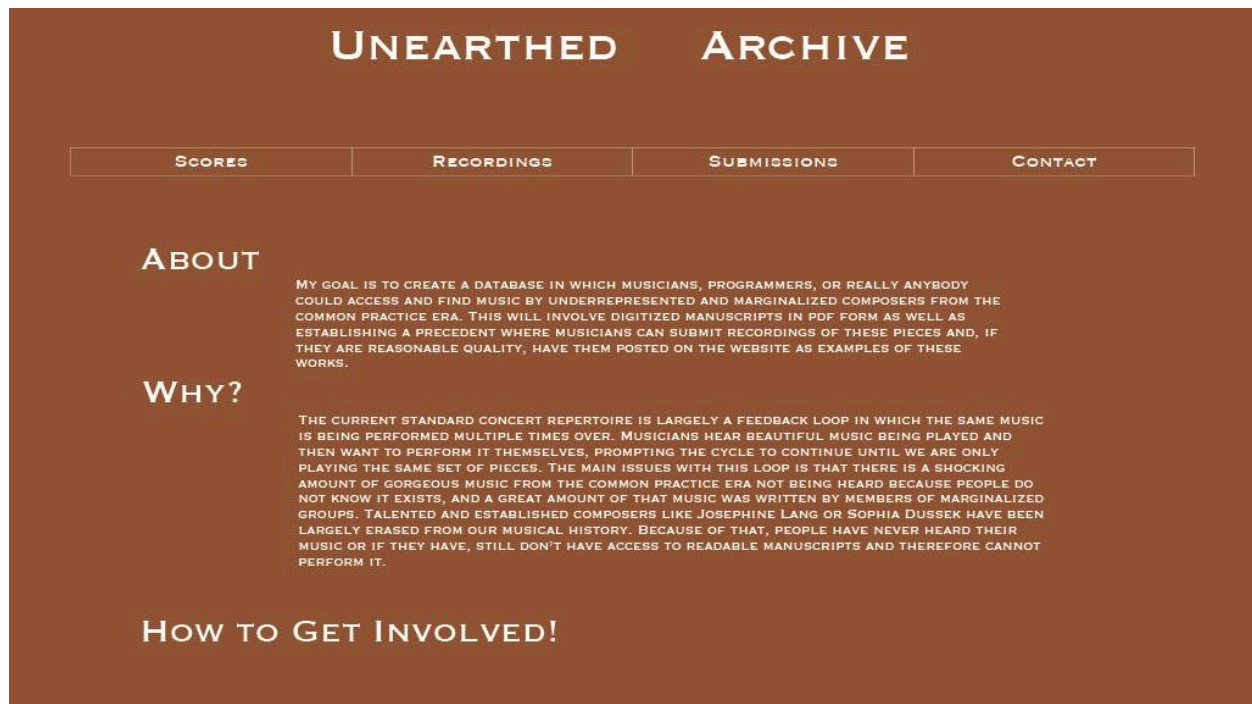 Unearthed Archive
Scores Recordings Submissions Contact
About
My goal is to create a database in which musicians, programmers, or really anybody
could access and find music by underrepresented and marginalized composers from the
common practice era. This will involve digitized manuscripts in pdf form as well as
establishing a precedent where musicians can submit recordings of these pieces and, if
they are reasonable quality, have them posted on the website as examples of these
works.
Why?
The current standard concert repertoire is largely a feedback loop in which the same music
is being performed multiple times over. Musicians hear beautiful music being played and
then want to perform it themselves, prompting the cycle to continue until we are only
playing the same set of pieces. The main issues with this loop is that there is a shocking
amount of gorgeous music from the common practice era not being heard because people do
not know it exists, and a great amount of that music was written by members of marginalized
groups. Talented and established composers like Josephine Lang or Sophia Dussek have been
largely erased from our musical history. Because of that, people have never heard their
music or if they have, still don't have access to readable manuscripts and therefore cannot
perform it.
How to Get Involved!